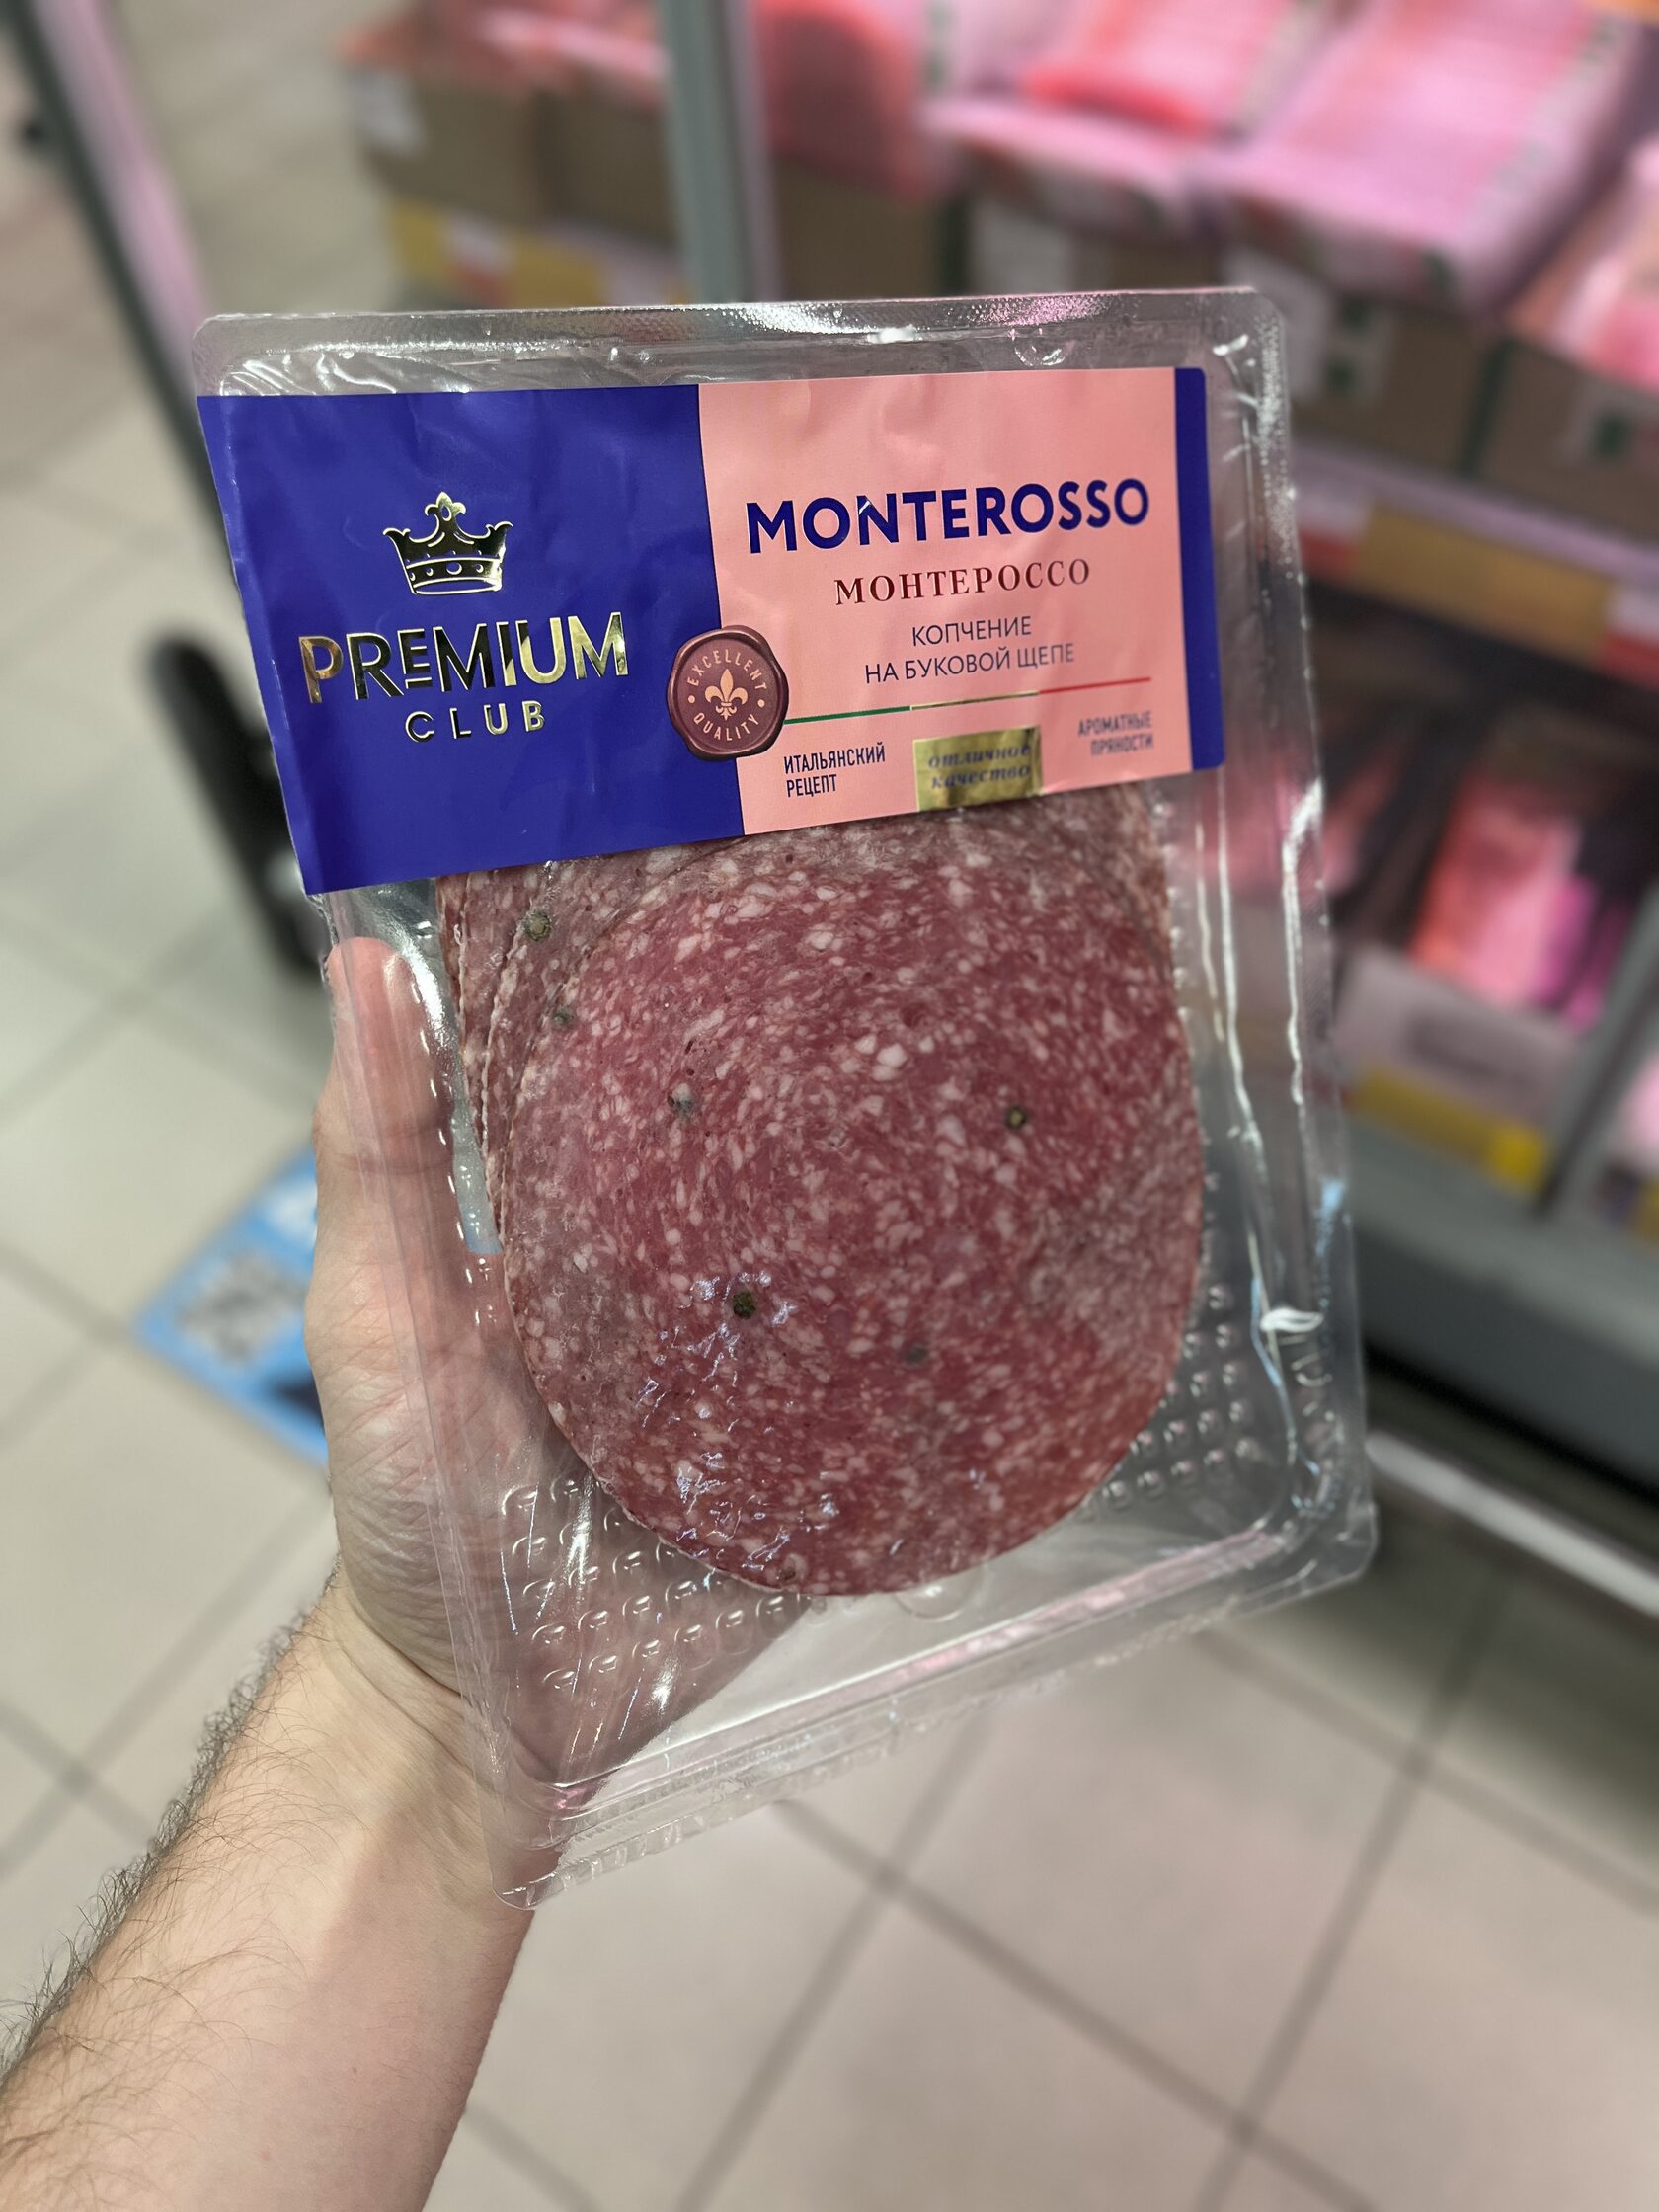 PREMIUM
CLUB
EXCELLENT
QUALITY
MONTEROSSO
МОНТЕРОССО
КОПЧЕНИЕ
НА БУКОВОЙ ЩЕПЕ
ИТАЛЬЯНСКИЙ
РЕЦЕПТ
отличное
качество
АРОМАТНЫЕ
ПРЯНОСТИ